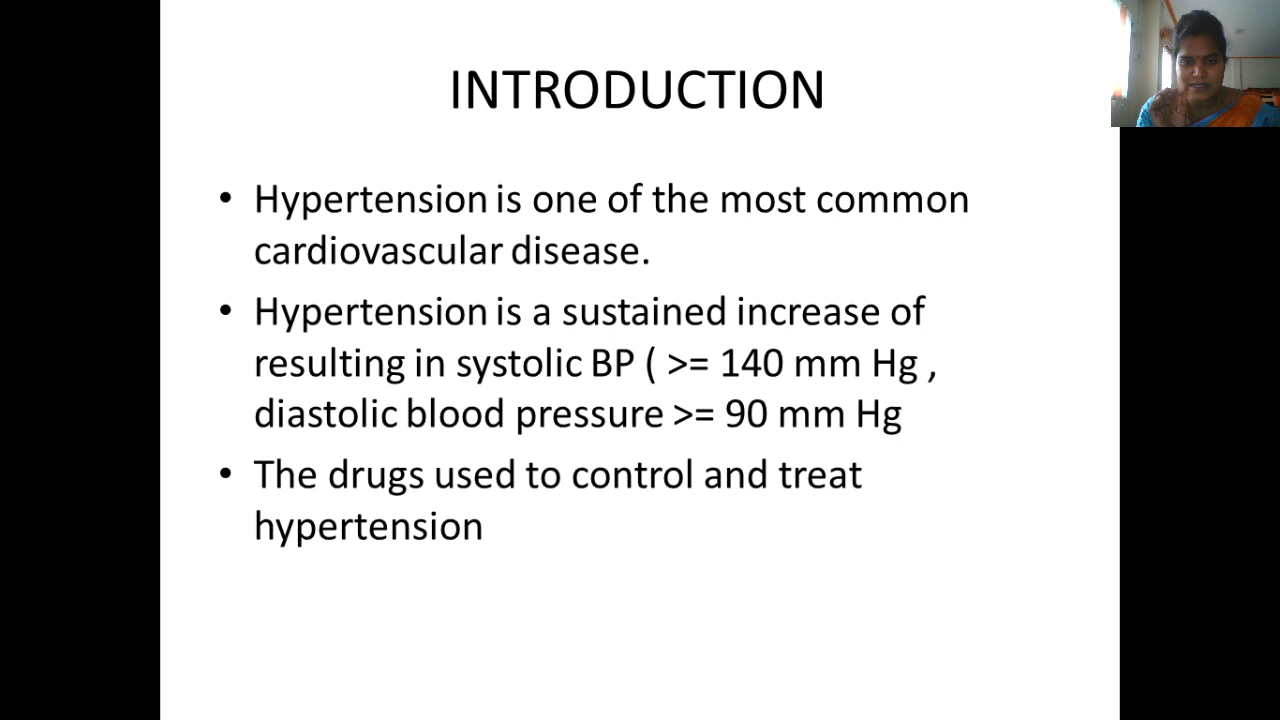 INTRODUCTION
• Hypertension is one of the most common
cardiovascular disease.
• Hypertension is a sustained increase of
resulting in systolic BP ( >= 140 mm Hg ,
diastolic blood pressure >= 90 mm Hg
• The drugs used to control and treat
hypertension